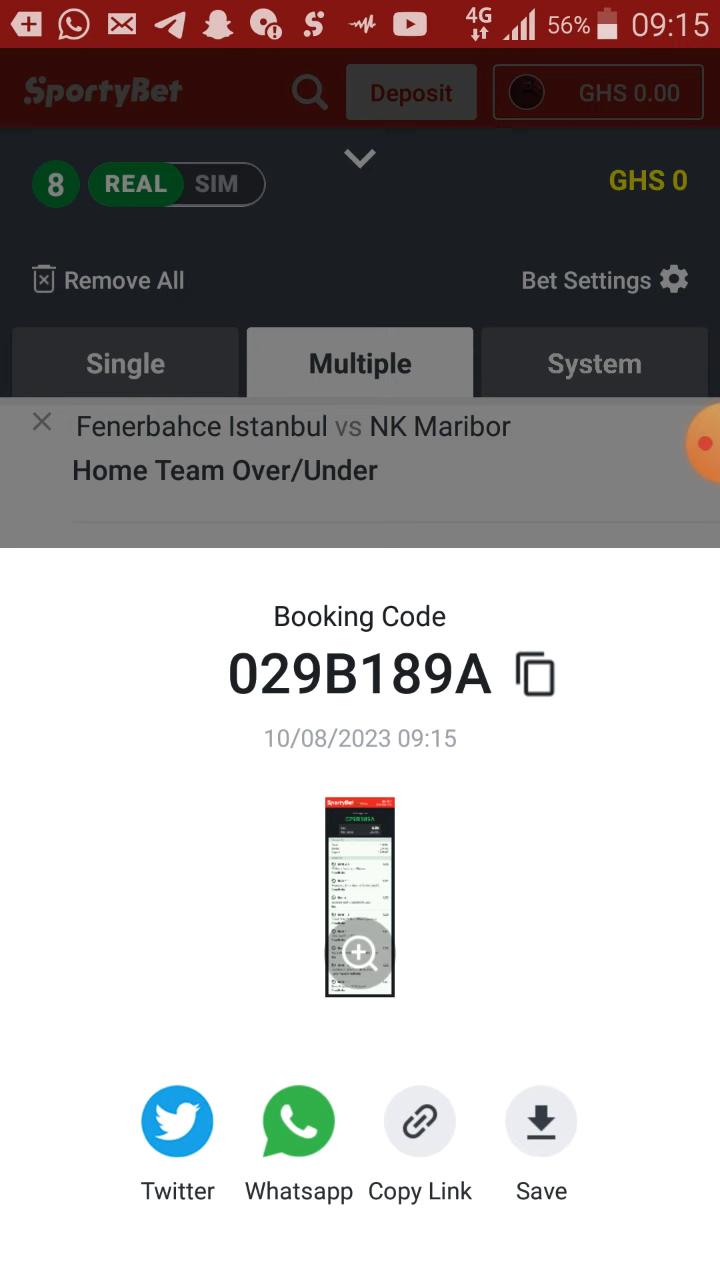 4G 56% 09:15
SportyBet Deposit GHS 0.00
8 REAL SIM GHS 0
Remove All Bet Settings
Single Multiple System
Fenerbahce Istanbul vs NK Maribor
Home Team Over/Under
Booking Code
029B189A
10/08/2023 09:15
SportyBet
029B189A
Twitter Whatsapp Copy Link Save